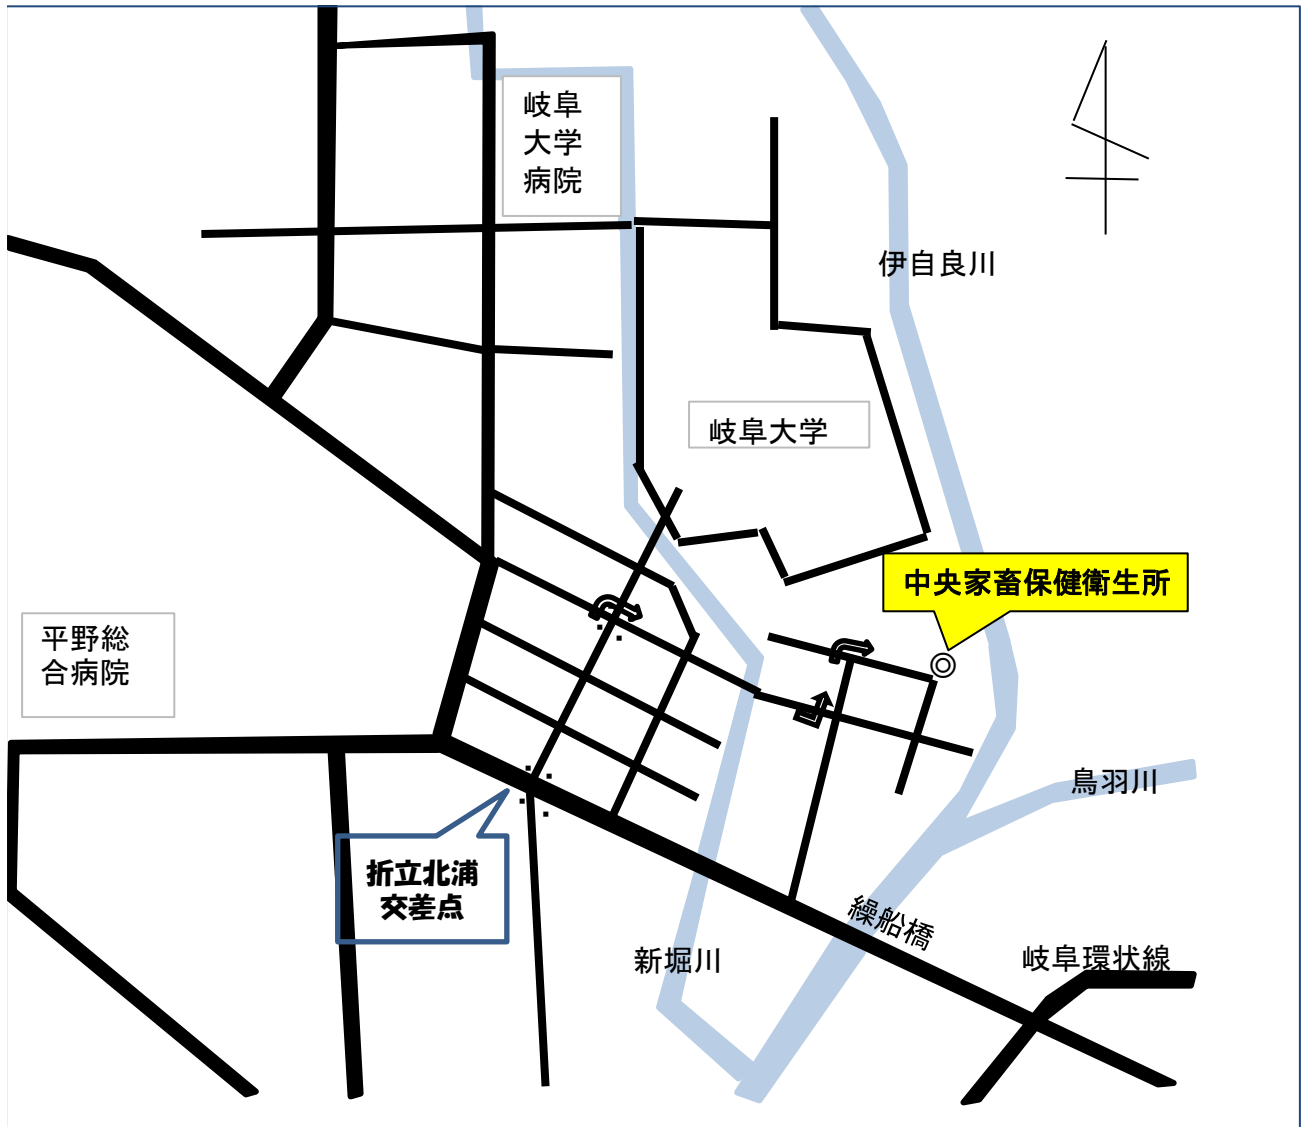 岐阜
大学
病院
伊自良川
岐阜大学
中央家畜保健衛生所
平野総
合病院
鳥羽川
折立北浦
交差点
繰船橋
新堀川
岐阜環状線